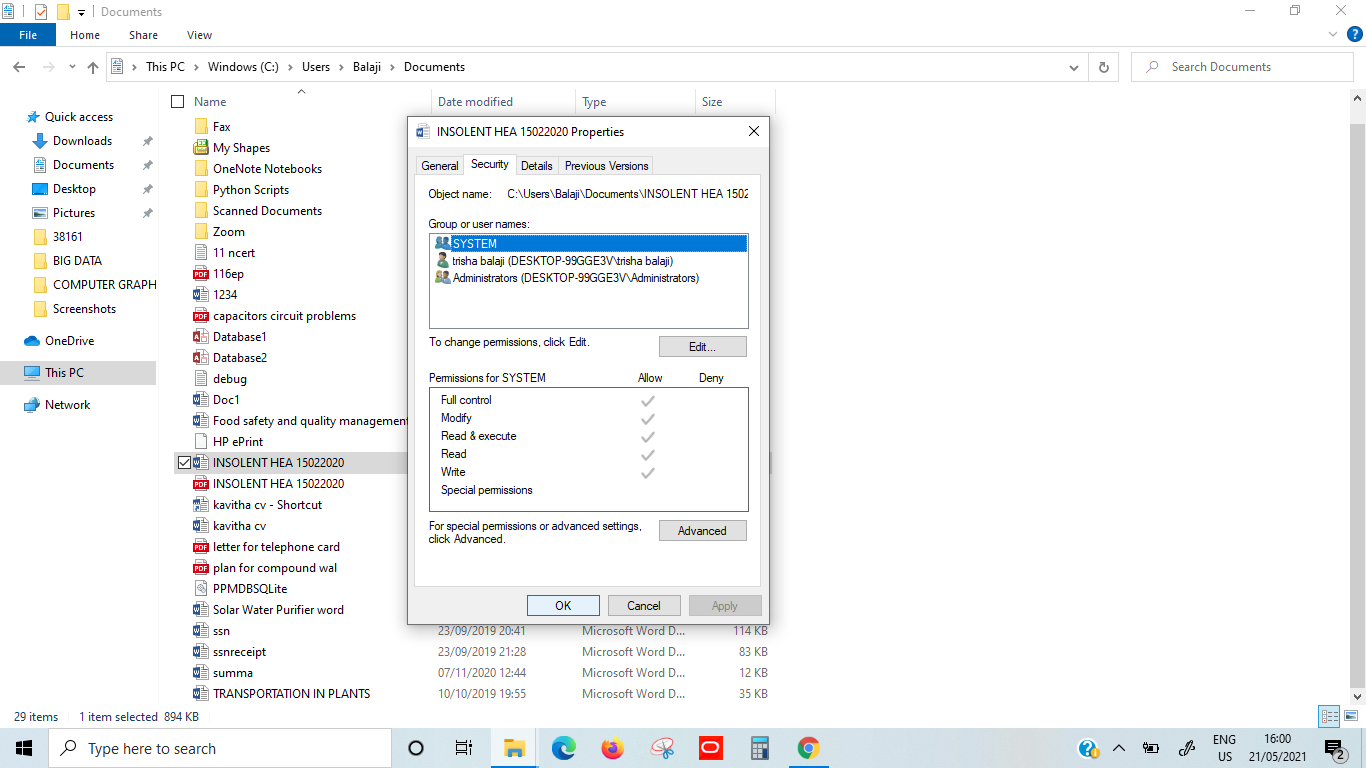 Documents
File Home Share View
This PC Windows (C:) Users Balaji Documents Search Documents
Name Date modified Type Size
Quick access
Downloads
Documents
Desktop
Pictures
38161
BIG DATA
COMPUTER GRAPH
Screenshots
OneDrive
This PC
Network
Fax
My Shapes
OneNote Notebooks
Python Scripts
Scanned Documents
Zoom
11 ncert
116ep
1234
capacitors circuit problems
Database1
Database2
debug
Doc1
Food safety and quality management
HP ePrint
INSOLENT HEA 15022020
INSOLENT HEA 15022020
kavitha cv - Shortcut
kavitha cv
letter for telephone card
plan for compound wal
PPMDBSQLite
Solar Water Purifier word
ssn 23/09/2019 20:41 Microsoft Word D... 114 KB
ssnreceipt 23/09/2019 21:28 Microsoft Word D... 83 KB
summa 07/11/2020 12:44 Microsoft Word D... 12 KB
TRANSPORTATION IN PLANTS 10/10/2019 19:55 Microsoft Word D... 35 KB
INSOLENT HEA 15022020 Properties
General Security Details Previous Versions
Object name: C:\Users\Balaji\Documents\INSOLENT HEA 1502
Group or user names:
SYSTEM
trisha balaji (DESKTOP-99GGE3V\trisha balaji)
Administrators (DESKTOP-99GGE3V\Administrators)
To change permissions, click Edit. Edit...
Permissions for SYSTEM Allow Deny
Full control
Modify
Read & execute
Read
Write
Special permissions
For special permissions or advanced settings,
click Advanced.
Advanced
OK Cancel Apply
29 items 1 item selected 894 KB
Type here to search
ENG
US
16:00
21/05/2021
2